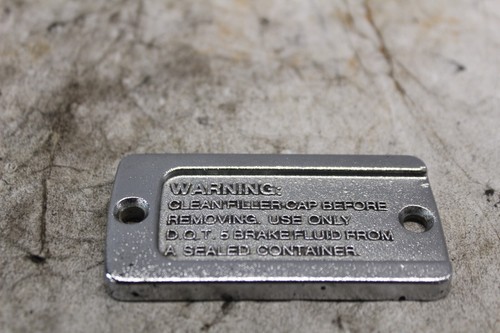 WARNING:
CLEAN FILLER CAP BEFORE
REMOVING. USE ONLY
D.O.T. 5 BRAKE FLUID FROM
A SEALED CONTAINER.